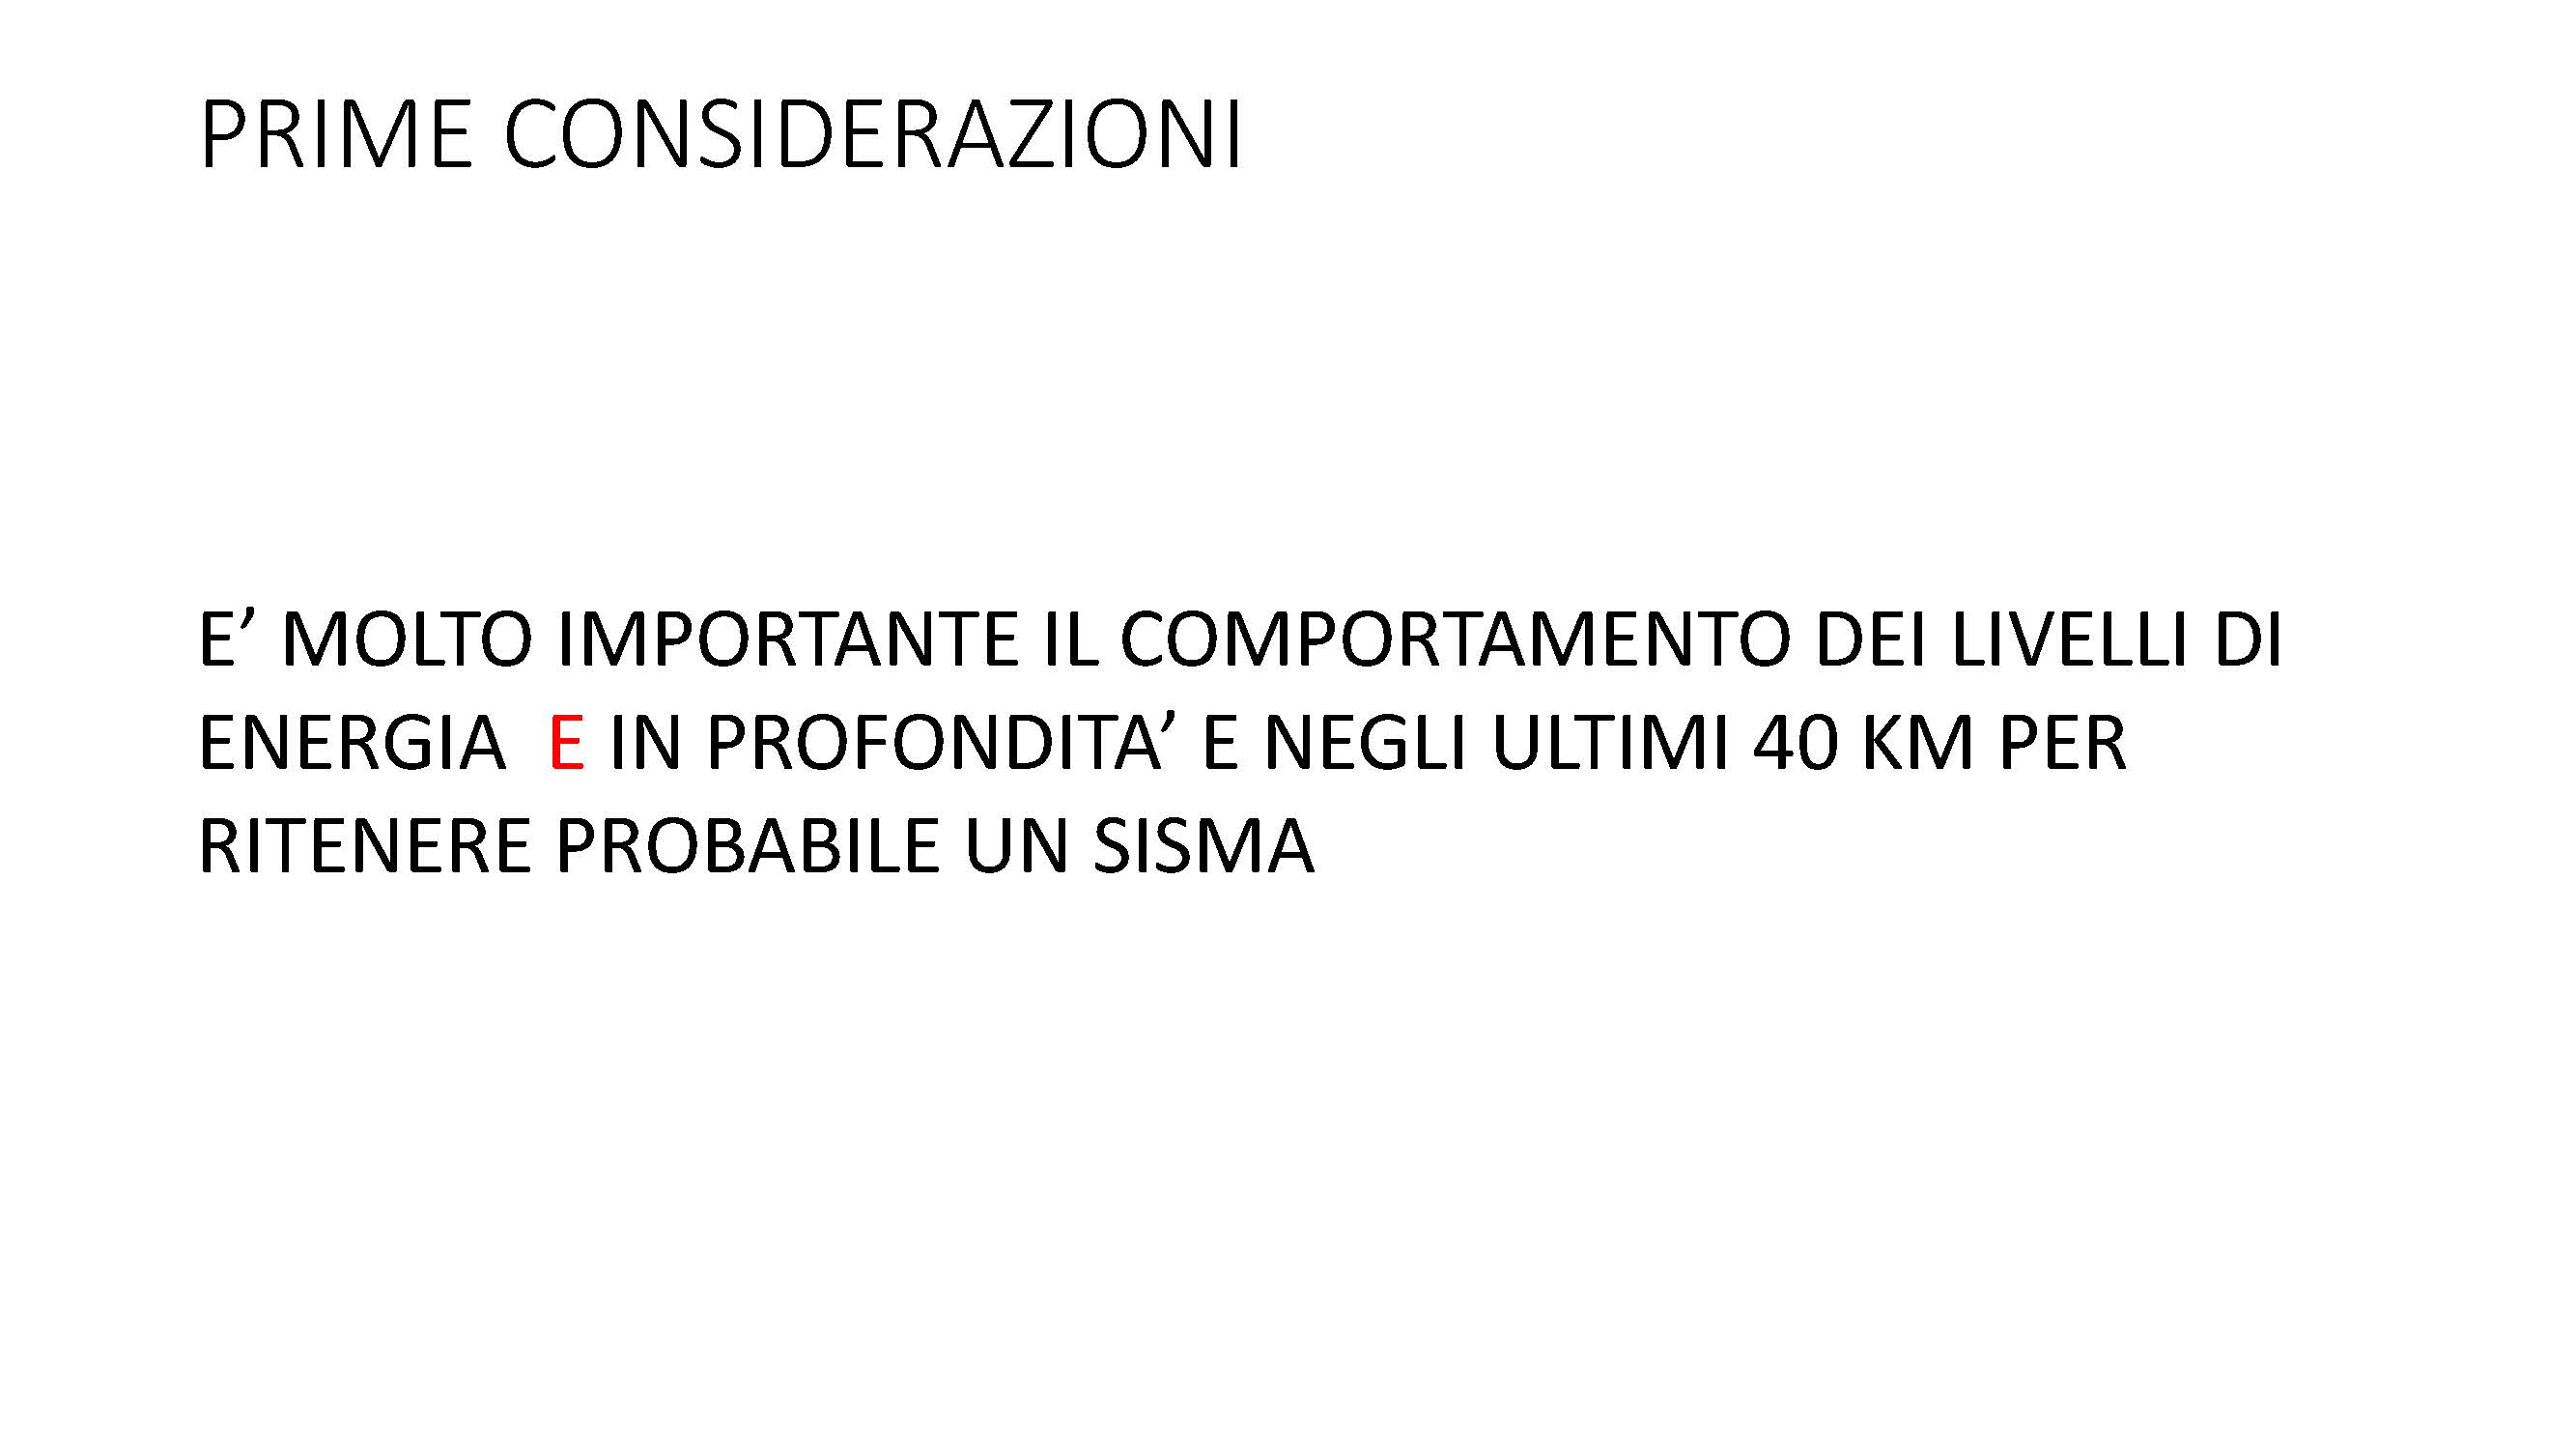 PRIME CONSIDERAZIONI
E’ MOLTO IMPORTANTE IL COMPORTAMENTO DEI LIVELLI DI
ENERGIA  E IN PROFONDITA’ E NEGLI ULTIMI 40 KM PER
RITENERE PROBABILE UN SISMA